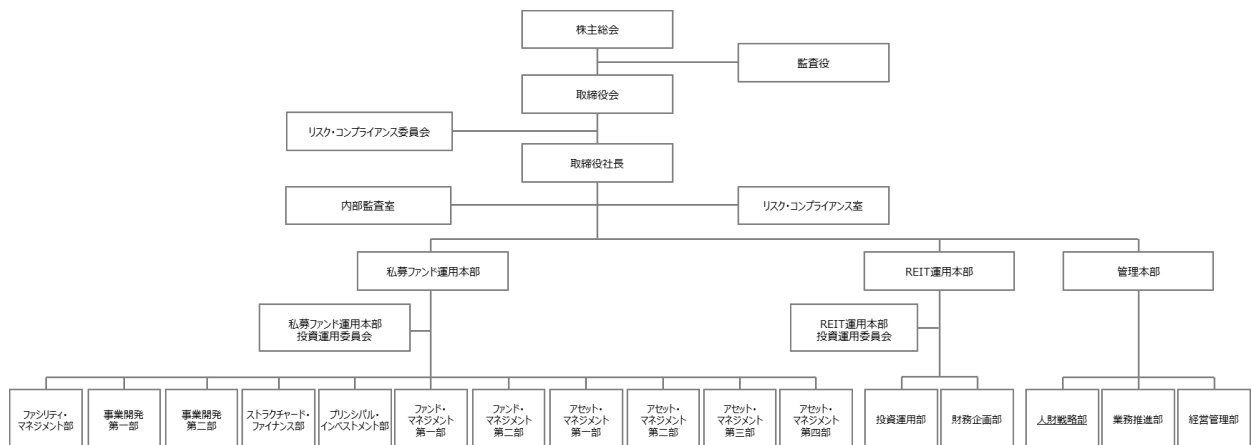 株主総会
監査役
取締役会
リスク・コンプライアンス委員会
取締役社長
内部監査室
リスク・コンプライアンス室
私募ファンド運用本部
REIT運用本部
管理本部
私募ファンド運用本部
投資運用委員会
REIT運用本部
投資運用委員会
ファシリティ・
マネジメント部
事業開発
第一部
事業開発
第二部
ストラクチャード・
ファイナンス部
プリンシパル・
インベストメント部
ファンド・
マネジメント
第一部
ファンド・
マネジメント
第二部
アセット・
マネジメント
第一部
アセット・
マネジメント
第二部
アセット・
マネジメント
第三部
アセット・
マネジメント
第四部
投資運用部
財務企画部
人財戦略部
業務推進部
経営管理部